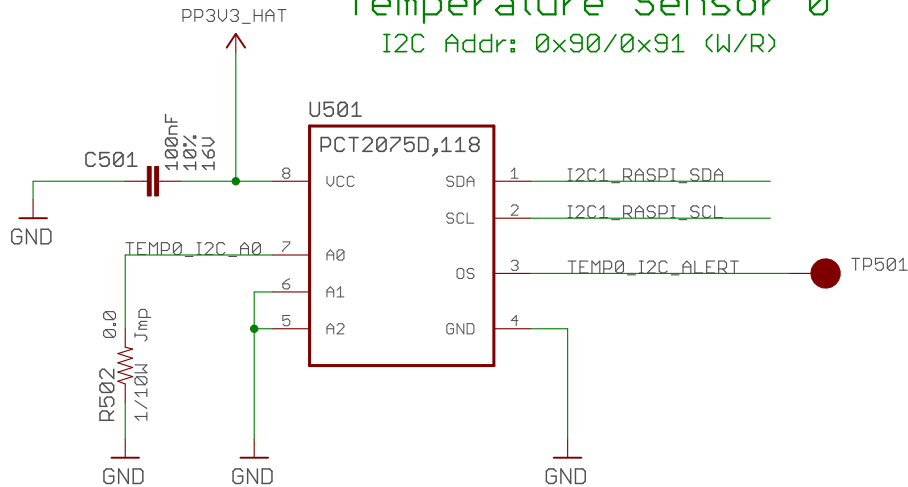 Temperature Sensor 0
I2C Addr: 0x90/0x91 (W/R)
PP3V3_HAT
U501
PCT2075D,118
C501
100nF
10%
16V
8
VCC
SDA
1
I2C1_RASPI_SDA
SCL
2
I2C1_RASPI_SCL
GND
TEMP0_I2C_A0
7
A0
6
A1
OS
3
TEMP0_I2C_ALERT
TP501
5
A2
GND
4
R502
0.0
1/10W
Jmp
GND
GND
GND